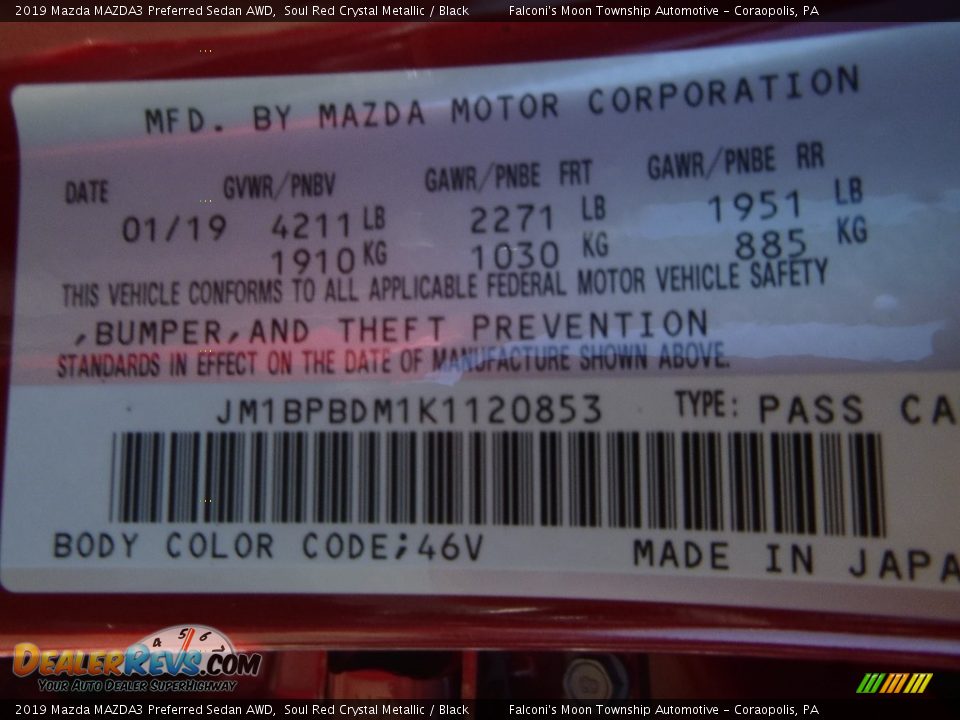 2019 Mazda MAZDA3 Preferred Sedan AWD, Soul Red Crystal Metallic / Black Falconi's Moon Township Automotive - Coraopolis, PA
MFD. BY MAZDA MOTOR CORPORATION
DATE GVWR/PNBV GAWR/PNBE FRT GAWR/PNBE RR
01/19 4211 LB 2271 LB 1951 LB
1910 KG 1030 KG 885 KG
THIS VEHICLE CONFORMS TO ALL APPLICABLE FEDERAL MOTOR VEHICLE SAFETY
,BUMPER,AND THEFT PREVENTION
STANDARDS IN EFFECT ON THE DATE OF MANUFACTURE SHOWN ABOVE.
JM1BPBDM1K1120853 TYPE: PASS CA
BODY COLOR CODE;46V MADE IN JAPA
4 5 6 7
DEALERREVS.COM
YOUR AUTO DEALER SUPERHIGHWAY
2019 Mazda MAZDA3 Preferred Sedan AWD, Soul Red Crystal Metallic / Black Falconi's Moon Township Automotive - Coraopolis, PA